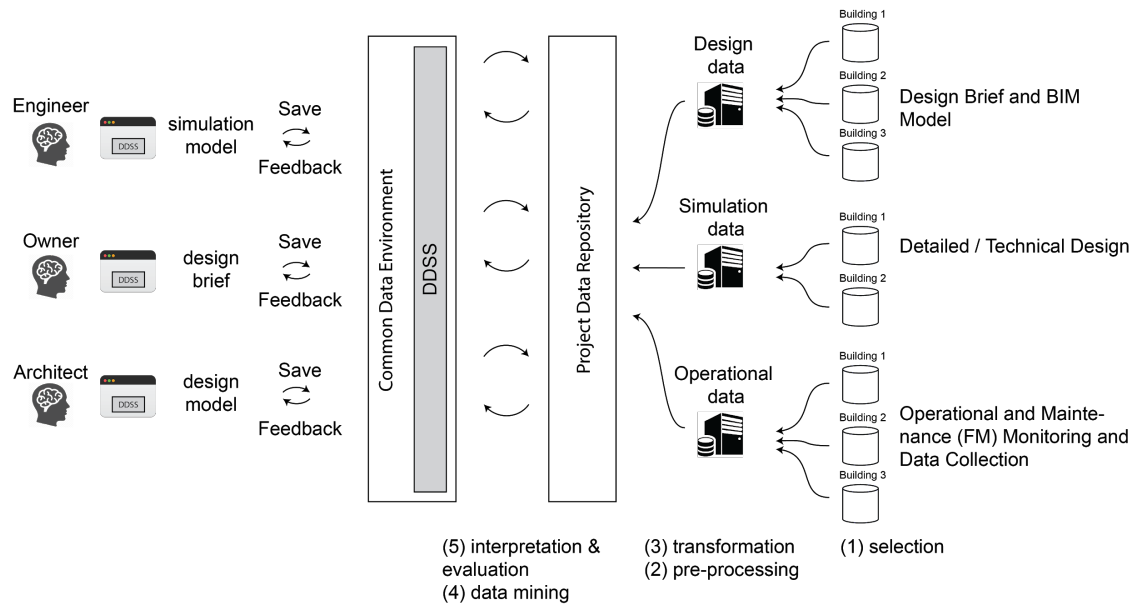 Engineer
DDSS
simulation
model
Save
Feedback
Owner
DDSS
design
brief
Save
Feedback
Architect
DDSS
design
model
Save
Feedback
Common Data Environment
DDSS
Project Data Repository
Design
data
Building 1
Building 2
Building 3
Design Brief and BIM
Model
Simulation
data
Building 1
Building 2
Detailed / Technical Design
Operational
data
Building 1
Building 2
Building 3
Operational and Mainte-
nance (FM) Monitoring and
Data Collection
(5) interpretation &
evaluation
(4) data mining
(3) transformation
(2) pre-processing
(1) selection